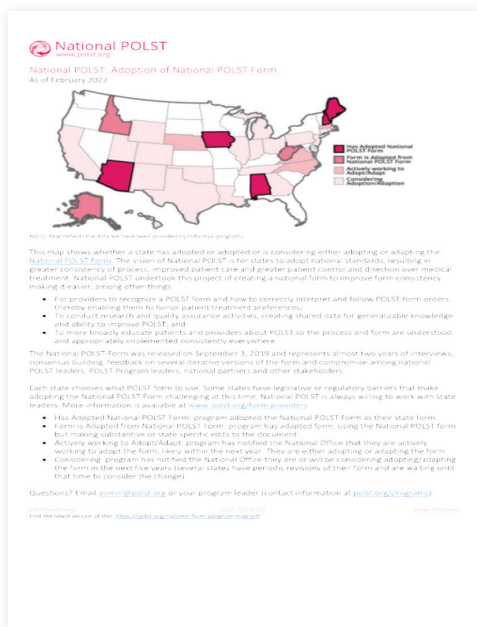 National POLST
www.polst.org
National POLST: Adoption of National POLST Form
As of February 2022
Has Adopted National
POLST Form
Form is Adapted from
National POLST Form
Actively working to
Adopt/Adapt
Considering
Adoption/Adaption
NOTE: Map reflects the data we have been provided by individual programs
This map shows whether a state has adopted or adopted or is considering either adopting or adapting the
National POLST Form. The vision of National POLST is for states to adopt national standards, resulting in
greater consistency of process, improved patient care and greater patient control and direction over medical
treatment. National POLST undertook this project of creating a national form to improve form consistency
making it easier, among other things:
• For providers to recognize a POLST form and how to correctly interpret and follow POLST form orders,
thereby enabling them to honor patient treatment preferences;
• To conduct research and quality assurance activities, creating shared data for generalizable knowledge
and ability to improve POLST; and
• To more broadly educate patients and providers about POLST so the process and form are understood
and appropriately implemented consistently everywhere.
The National POLST Form was released on September 3, 2019 and represents almost two years of interviews,
consensus building, feedback on several iterative versions of the form and compromise among national
POLST leaders, POLST Program leaders, national partners and other stakeholders.
Each state chooses what POLST form to use. Some states have legislative or regulatory barriers that make
adopting the National POLST Form challenging at this time. National POLST is always willing to work with state
leaders. More information is available at www.polst.org/form-providers
• Has Adopted National POLST Form: program adopted the National POLST Form as their state form.
• Form is Adapted from National POLST Form: program has adapted form, using the National POLST form
but making substantive or state specific edits to the document.
• Actively working to Adopt/Adapt: program has notified the National Office that they are actively
working to adopt the form, likely within the next year. They are either adopting or adapting the form.
• Considering: program has notified the National Office they are or will be considering adopting/adapting
the form in the next five years (several states have periodic revisions of their form and are waiting until
that time to consider the change).
Questions? Email admin@polst.org or your program leader (contact information at polst.org/programs).
www.polst.org
Find the latest version of this: https://polst.org/national-form-adoption-map-pdf